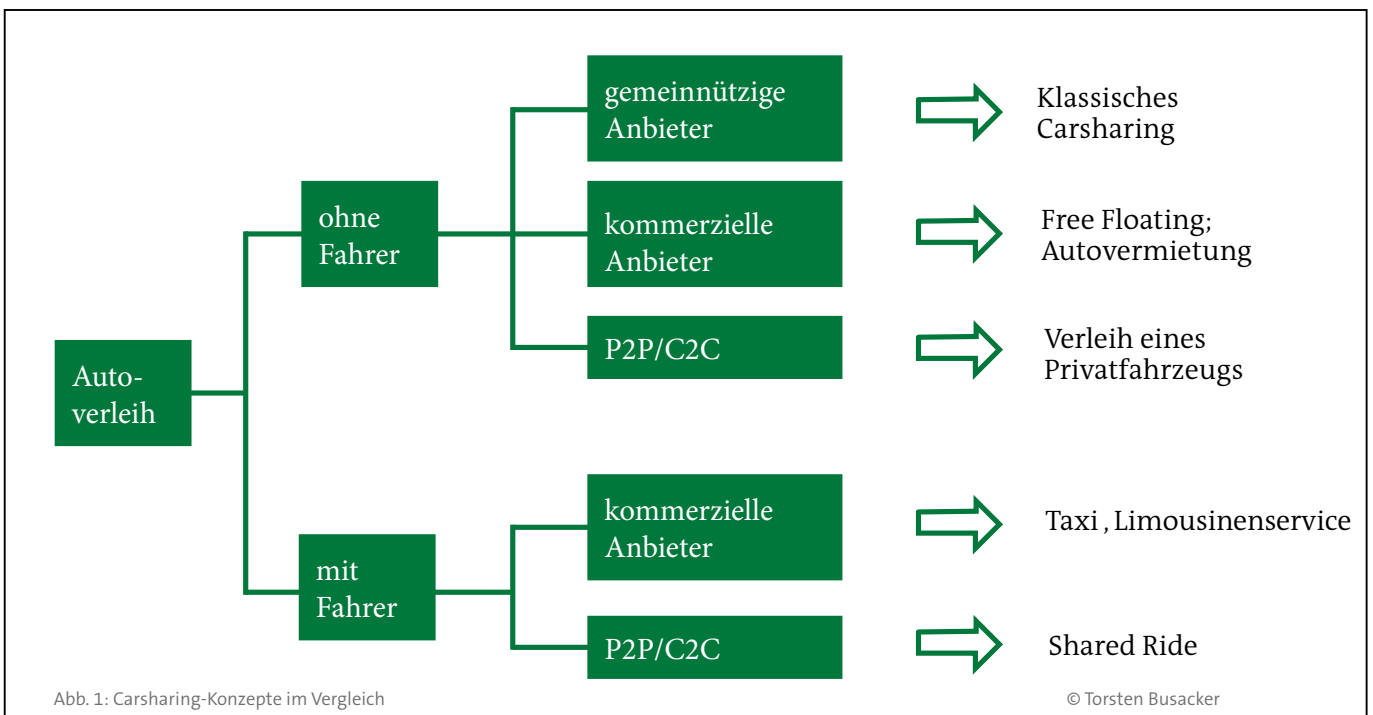 gemeinnützige
Anbieter
Klassisches
Carsharing
ohne
Fahrer
kommerzielle
Anbieter
Free Floating;
Autovermietung
P2P/C2C
Verleih eines
Privatfahrzeugs
Auto-
verleih
kommerzielle
Anbieter
Taxi , Limousinenservice
mit
Fahrer
P2P/C2C
Shared Ride
Abb. 1: Carsharing-Konzepte im Vergleich
© Torsten Busacker